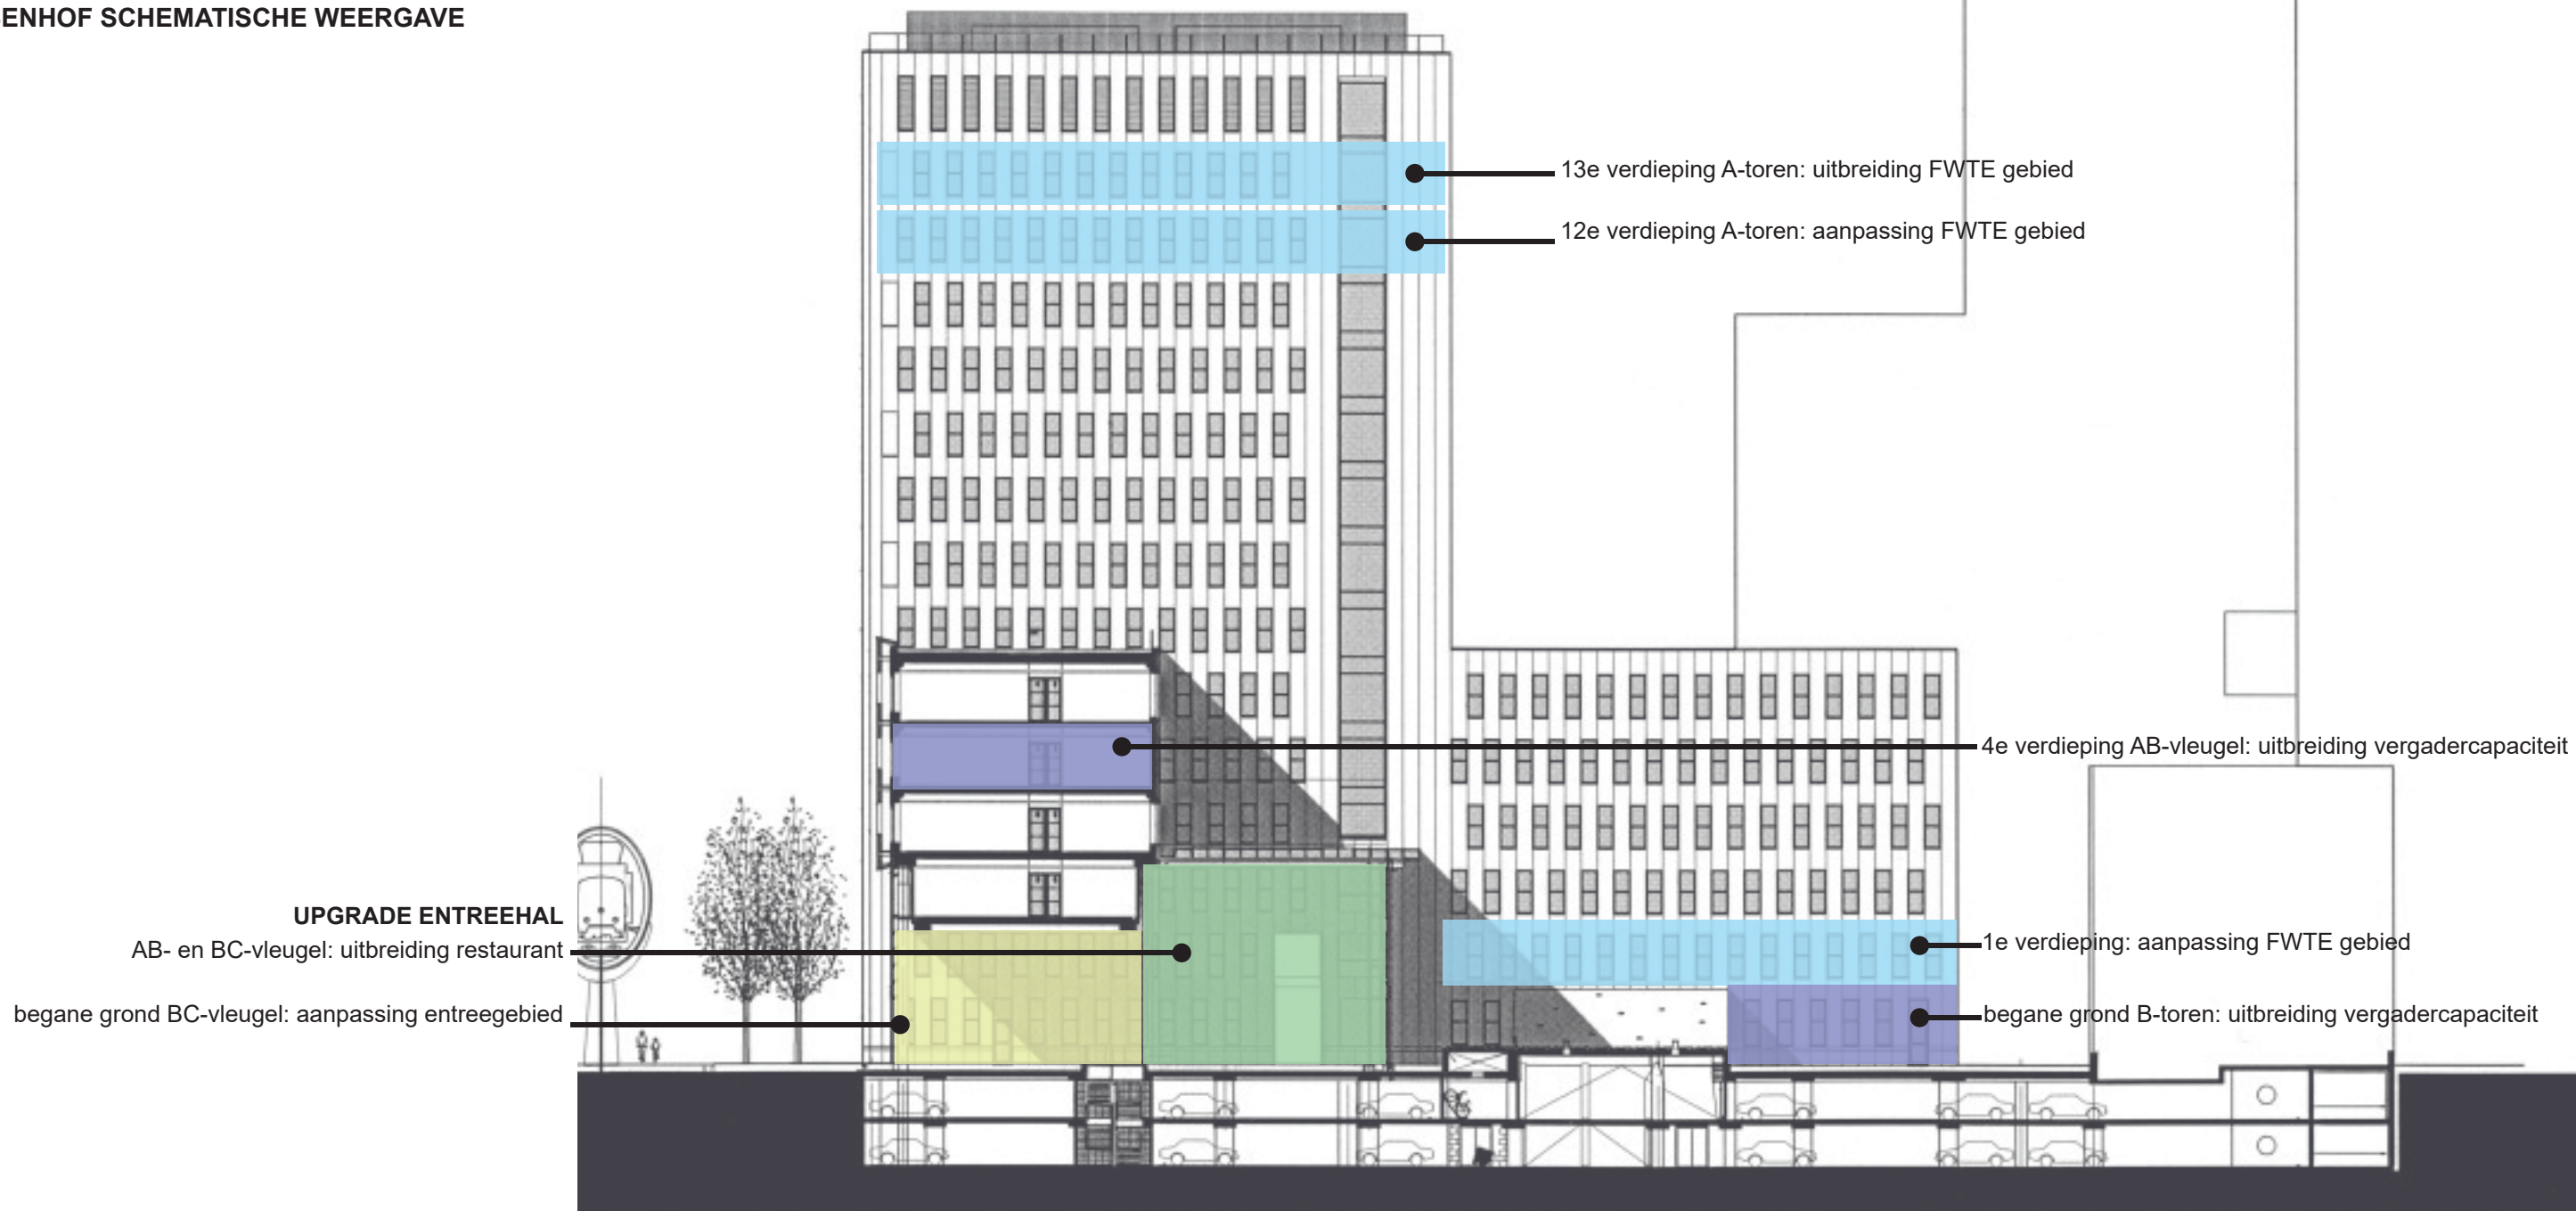 ENHOF SCHEMATISCHE WEERGAVE
13e verdieping A-toren: uitbreiding FWTE gebied
12e verdieping A-toren: aanpassing FWTE gebied
4e verdieping AB-vleugel: uitbreiding vergadercapaciteit
UPGRADE ENTREEHAL
AB- en BC-vleugel: uitbreiding restaurant
1e verdieping: aanpassing FWTE gebied
begane grond BC-vleugel: aanpassing entreegebied
begane grond B-toren: uitbreiding vergadercapaciteit